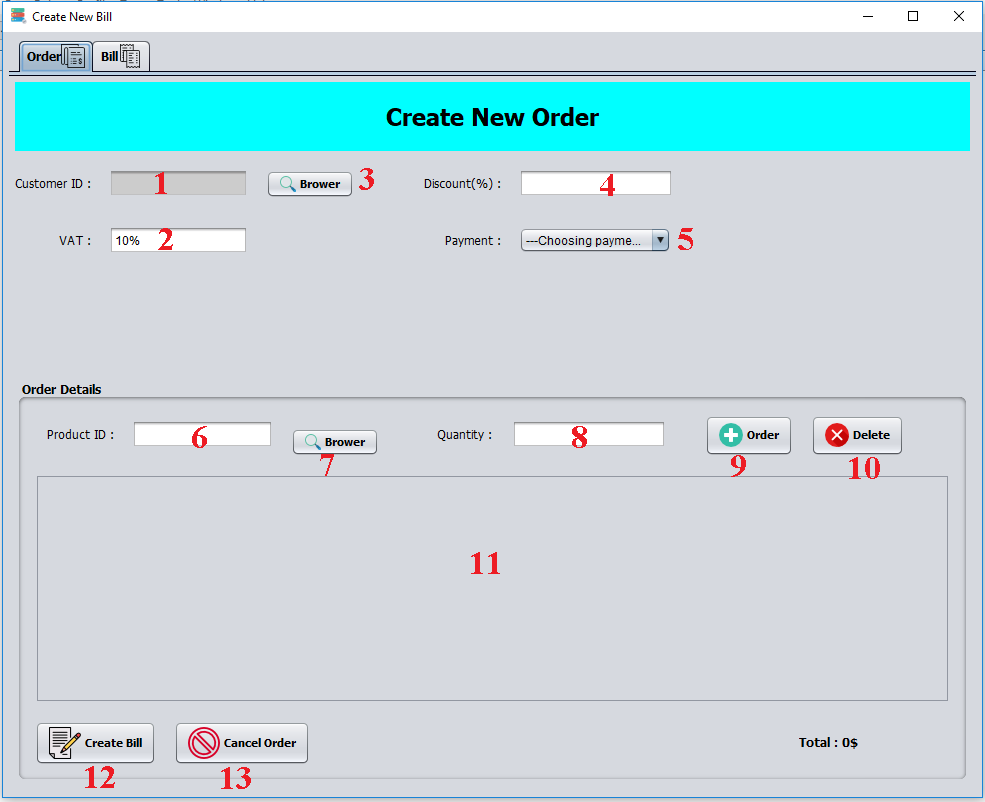 Create New Bill
Order Bill
Create New Order
Customer ID : 1 Brower 3 Discount(%) : 4
VAT : 10% 2 Payment : ---Choosing payme... 5
Order Details
Product ID : 6 Brower Quantity : 8 Order Delete
7 9 10
11
Create Bill Cancel Order Total : 0$
12 13